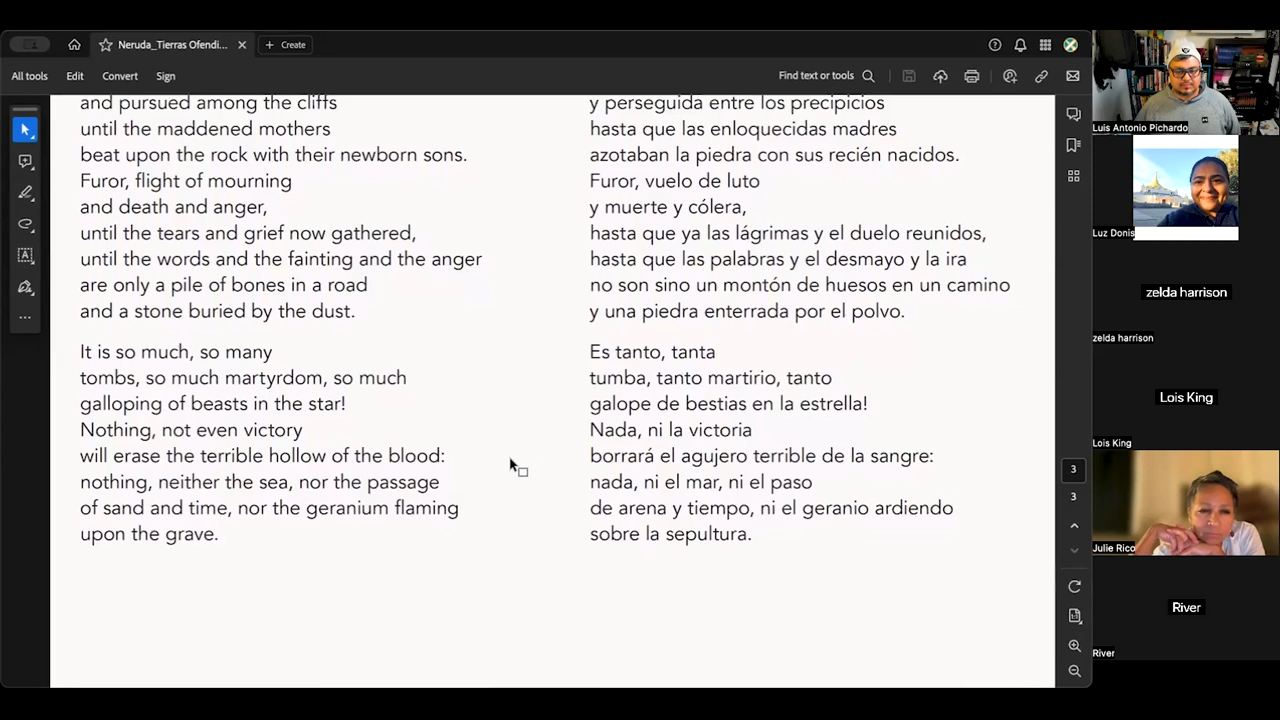 Neruda_Tierras Ofendi...
Create
All tools
Edit
Convert
Sign
Find text or tools
and pursued among the cliffs
until the maddened mothers
beat upon the rock with their newborn sons.
Furor, flight of mourning
and death and anger,
until the tears and grief now gathered,
until the words and the fainting and the anger
are only a pile of bones in a road
and a stone buried by the dust.
It is so much, so many
tombs, so much martyrdom, so much
galloping of beasts in the star!
Nothing, not even victory
will erase the terrible hollow of the blood:
nothing, neither the sea, nor the passage
of sand and time, nor the geranium flaming
upon the grave.
y perseguida entre los precipicios
hasta que las enloquecidas madres
azotaban la piedra con sus recién nacidos.
Furor, vuelo de luto
y muerte y cólera,
hasta que ya las lágrimas y el duelo reunidos,
hasta que las palabras y el desmayo y la ira
no son sino un montón de huesos en un camino
y una piedra enterrada por el polvo.
Es tanto, tanta
tumba, tanto martirio, tanto
galope de bestias en la estrella!
Nada, ni la victoria
borrará el agujero terrible de la sangre:
nada, ni el mar, ni el paso
de arena y tiempo, ni el geranio ardiendo
sobre la sepultura.
3
3
Luis Antonio Pichardo
Luz Donis
zelda harrison
zelda harrison
Lois King
Lois King
Julie Rico
River
River